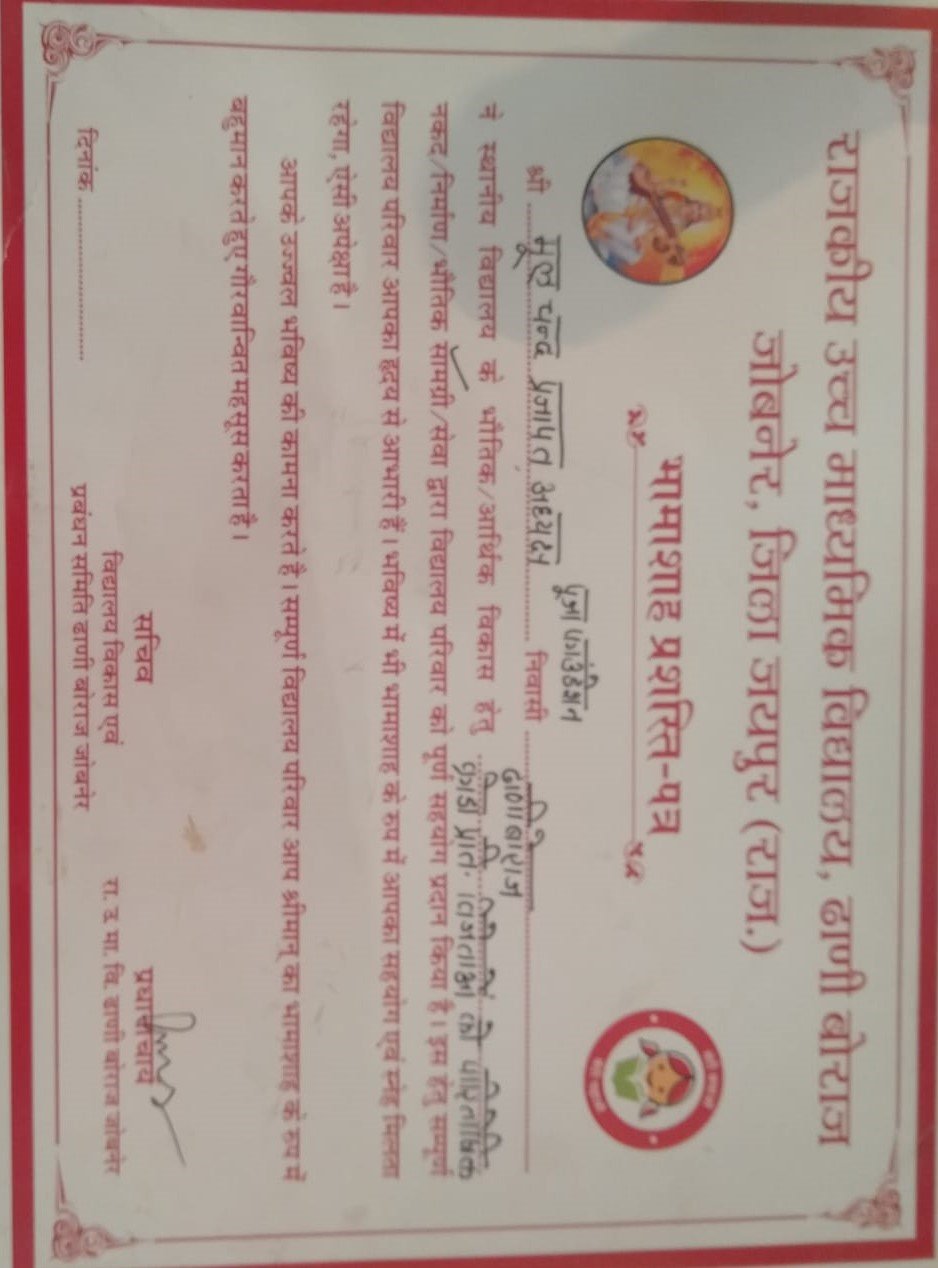 राजकीय उच्च माध्यमिक विद्यालय, ढाणी बोराज
जोबनेर, जिला जयपुर (राज.)
भामाशाह प्रशस्ति-पत्र
पूजा फांउडेशन
श्री मूल चन्द प्रजापत अध्यक्ष निवासी ढाणी बोराज
ने स्थानीय विद्यालय के भौतिक/आर्थिक विकास हेतु
नकद/निर्माण/भौतिक सामग्री/सेवा द्वारा विद्यालय परिवार को पूर्ण सहयोग प्रदान किया है। इस हेतु सम्पूर्ण
विद्यालय परिवार आपका हृदय से आभारी हैं। भविष्य में भी भामाशाह के रुप में आपका सहयोग एवं स्नेह मिलता
रहेगा, ऐसी अपेक्षा हैं।
आपके उज्ज्वल भविष्य की कामना करते हैं। सम्पूर्ण विद्यालय परिवार आप श्रीमान् का भामाशाह के रुप में
बहुमान करते हुए गौरवान्वित महसूस करता हैं।
दिनांक
सचिव
विद्यालय विकास एवं
प्रबंधन समिति ढाणी बोराज जोबनेर
प्रधानाचार्य
रा. उ. मा. वि. ढाणी बोराज जोबनेर